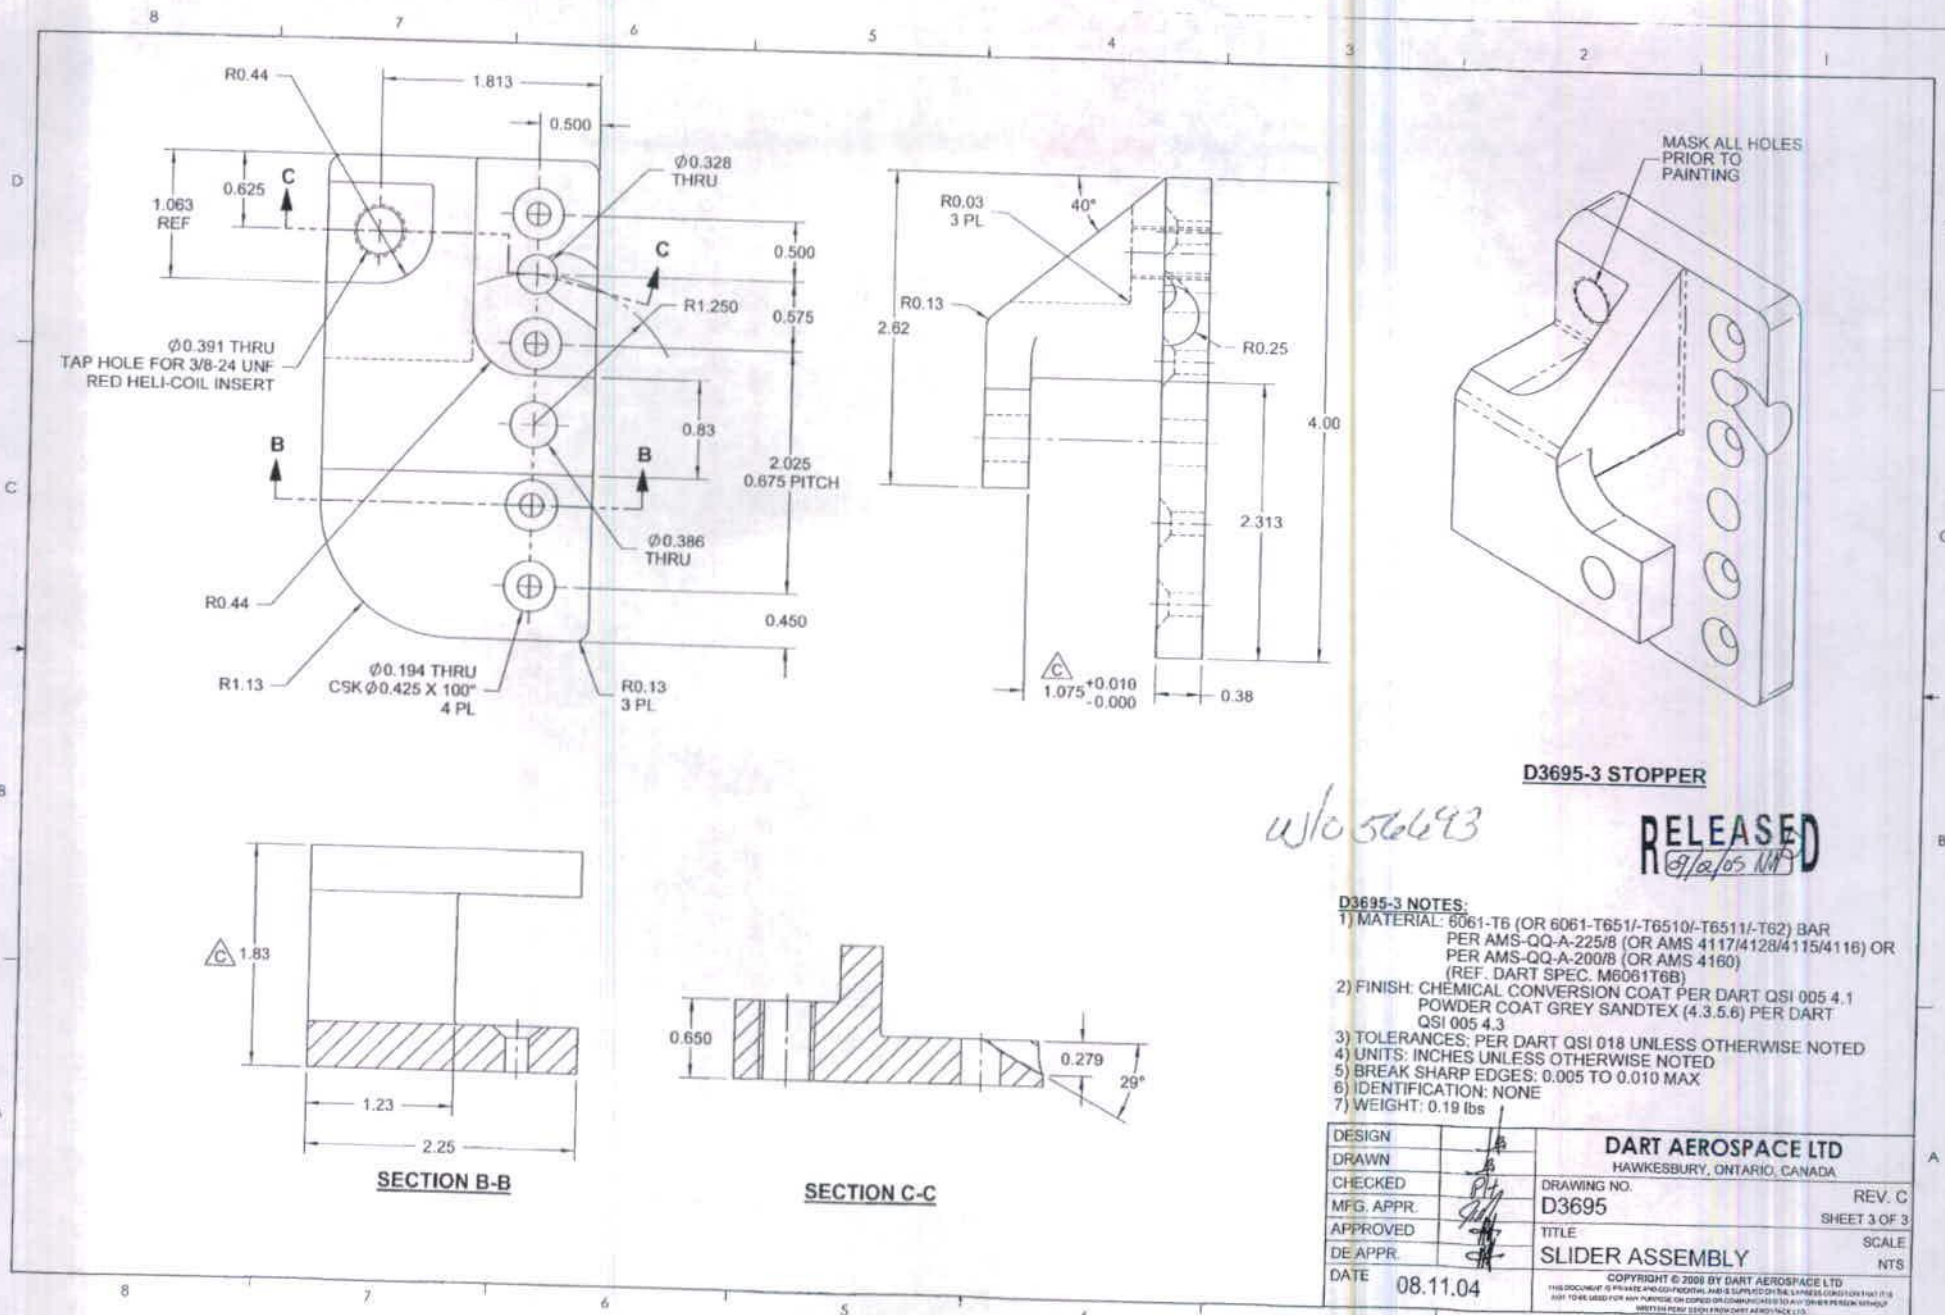 8 7 6 5 4 3 2 1
D
C
B
A
R0.44
1.813
0.500
Ø0.328
THRU
0.625
C
1.063
REF
C
0.500
R1.250
0.575
Ø0.391 THRU
TAP HOLE FOR 3/8-24 UNF
RED HELI-COIL INSERT
0.83
B
B
2.025
0.675 PITCH
Ø0.386
THRU
R0.44
0.450
R1.13
Ø0.194 THRU
CSK Ø0.425 X 100°
4 PL
R0.13
3 PL
R0.03
3 PL
40°
R0.13
2.62
R0.25
4.00
2.313
C
1.075 +0.010
-0.000
0.38
MASK ALL HOLES
PRIOR TO
PAINTING
D3695-3 STOPPER
w/o 56693
RELEASED
C 1.83
1.23
2.25
SECTION B-B
0.650
0.279
29°
SECTION C-C
D3695-3 NOTES:
1) MATERIAL: 6061-T6 (OR 6061-T651/-T6510/-T6511/-T62) BAR
PER AMS-QQ-A-225/8 (OR AMS 4117/4128/4115/4116) OR
PER AMS-QQ-A-200/8 (OR AMS 4160)
(REF. DART SPEC. M6061T6B)
2) FINISH: CHEMICAL CONVERSION COAT PER DART QSI 005 4.1
POWDER COAT GREY SANDTEX (4.3.5.6) PER DART
QSI 005 4.3
3) TOLERANCES: PER DART QSI 018 UNLESS OTHERWISE NOTED
4) UNITS: INCHES UNLESS OTHERWISE NOTED
5) BREAK SHARP EDGES: 0.005 TO 0.010 MAX
6) IDENTIFICATION: NONE
7) WEIGHT: 0.19 lbs
DESIGN
DRAWN
CHECKED
MFG. APPR.
APPROVED
DE APPR.
DATE 08.11.04
DART AEROSPACE LTD
HAWKESBURY, ONTARIO, CANADA
DRAWING NO.
D3695
REV. C
SHEET 3 OF 3
TITLE
SLIDER ASSEMBLY
SCALE
NTS
COPYRIGHT © 2008 BY DART AEROSPACE LTD
8 7 6 5